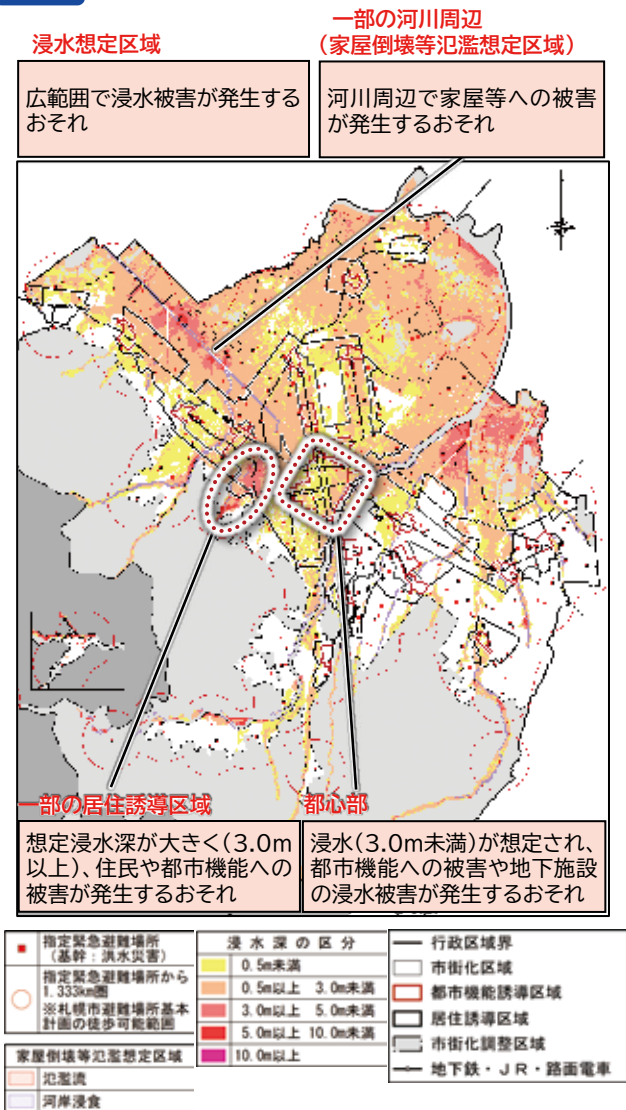 浸水想定区域
一部の河川周辺
（家屋倒壊等氾濫想定区域）
広範囲で浸水被害が発生する
おそれ
河川周辺で家屋等への被害
が発生するおそれ
一部の居住誘導区域
都心部
想定浸水深が大きく（3.0m
以上）、住民や都市機能への
被害が発生するおそれ
浸水（3.0m未満）が想定され、
都市機能への被害や地下施設
の浸水被害が発生するおそれ
指定緊急避難場所
（基幹：洪水災害）
指定緊急避難場所から
1.333km圏
※札幌市避難場所基本
計画の徒歩可能範囲
家屋倒壊等氾濫想定区域
氾濫流
河岸浸食
浸水深の区分
0.5m未満
0.5m以上 3.0m未満
3.0m以上 5.0m未満
5.0m以上 10.0m未満
10.0m以上
行政区域界
市街化区域
都市機能誘導区域
居住誘導区域
市街化調整区域
地下鉄・ＪＲ・路面電車